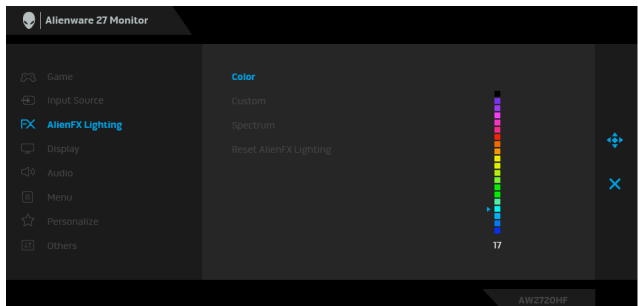 Alienware 27 Monitor
Game
Input Source
AlienFX Lighting
Display
Audio
Menu
Personalize
Others
Color
Custom
Spectrum
Reset AlienFX Lighting
17
AW2720HF